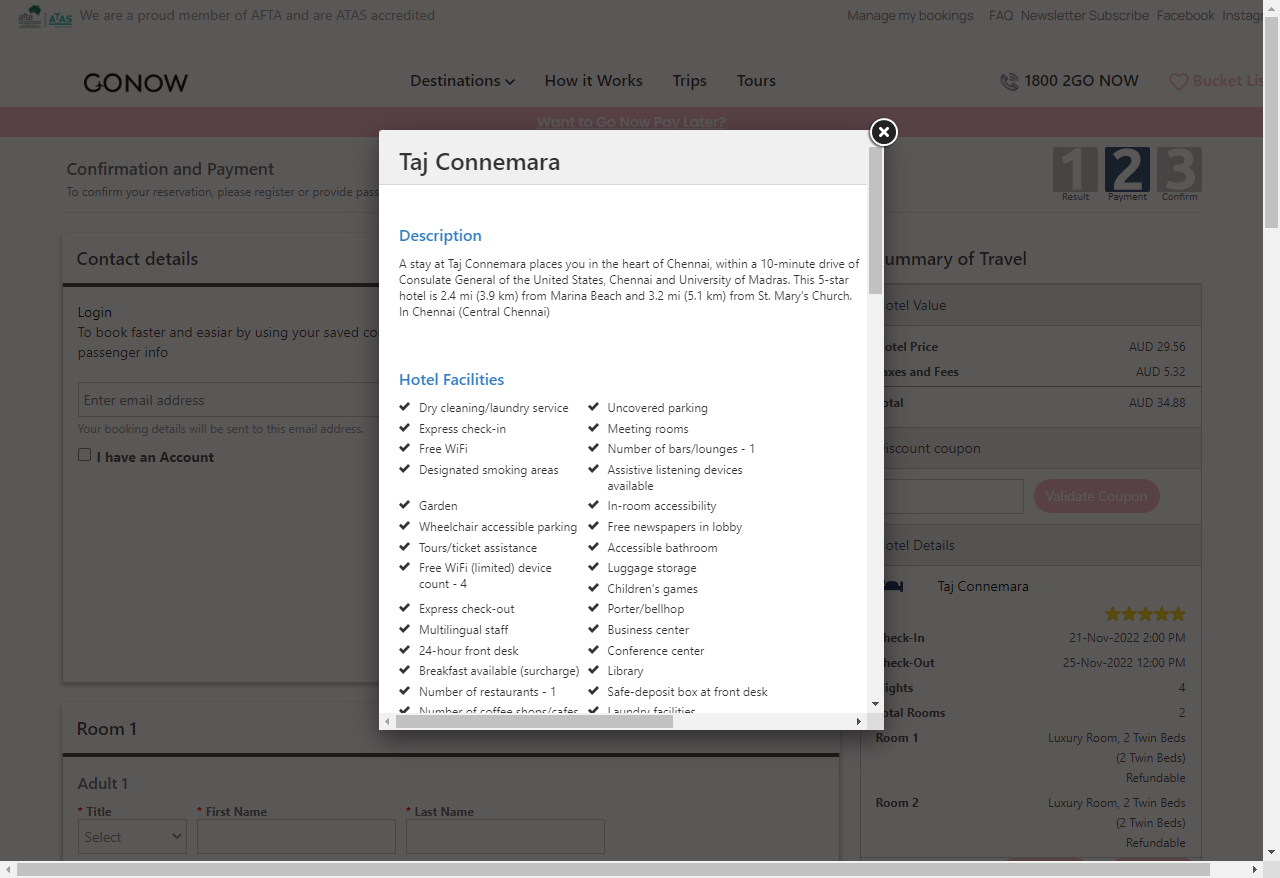 We are a proud member of AFTA and are ATAS accredited
Manage my bookings FAQ Newsletter Subscribe Facebook Instag
GONOW
Destinations How it Works Trips Tours
1800 2GO NOW
Bucket Lis
Want to Go Now Pay Later?
Confirmation and Payment
To confirm your reservation, please register or provide pass
1 2 3
Result Payment Confirm
Taj Connemara
Description
A stay at Taj Connemara places you in the heart of Chennai, within a 10-minute drive of
Consulate General of the United States, Chennai and University of Madras. This 5-star
hotel is 2.4 mi (3.9 km) from Marina Beach and 3.2 mi (5.1 km) from St. Mary's Church.
In Chennai (Central Chennai)
Hotel Facilities
Dry cleaning/laundry service
Express check-in
Free WiFi
Designated smoking areas
Garden
Wheelchair accessible parking
Tours/ticket assistance
Free WiFi (limited) device
count - 4
Express check-out
Multilingual staff
24-hour front desk
Breakfast available (surcharge)
Number of restaurants - 1
Number of coffee shops/cafes
Uncovered parking
Meeting rooms
Number of bars/lounges - 1
Assistive listening devices
available
In-room accessibility
Free newspapers in lobby
Accessible bathroom
Luggage storage
Children's games
Porter/bellhop
Business center
Conference center
Library
Safe-deposit box at front desk
Laundry facilities
Contact details
Login
To book faster and easiar by using your saved co
passenger info
Enter email address
Your booking details will be sent to this email address.
I have an Account
Room 1
Adult 1
* Title * First Name * Last Name
Select
ummary of Travel
otel Value
otel Price AUD 29.56
axes and Fees AUD 5.32
otal AUD 34.88
iscount coupon
Validate Coupon
otel Details
Taj Connemara
heck-In 21-Nov-2022 2:00 PM
heck-Out 25-Nov-2022 12:00 PM
ights 4
otal Rooms 2
Room 1 Luxury Room, 2 Twin Beds
(2 Twin Beds)
Refundable
Room 2 Luxury Room, 2 Twin Beds
(2 Twin Beds)
Refundable